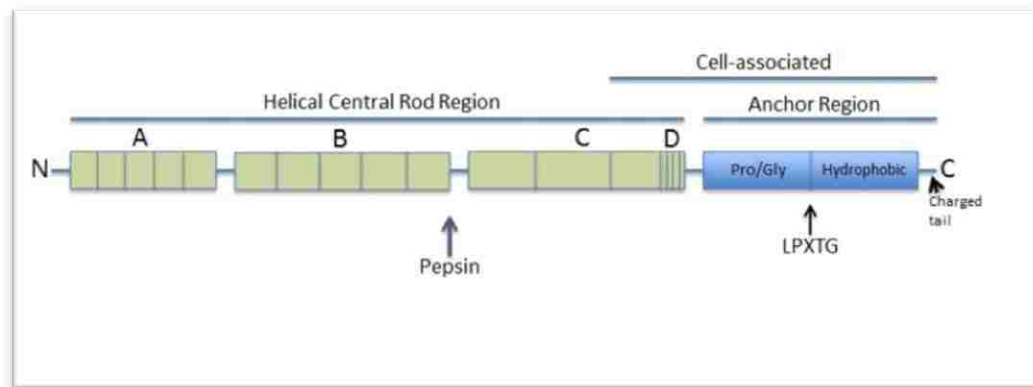 Cell-associated
Helical Central Rod Region
Anchor Region
A
B
C
D
N
Pro/Gly
Hydrophobic
C
Charged
tail
Pepsin
LPXTG